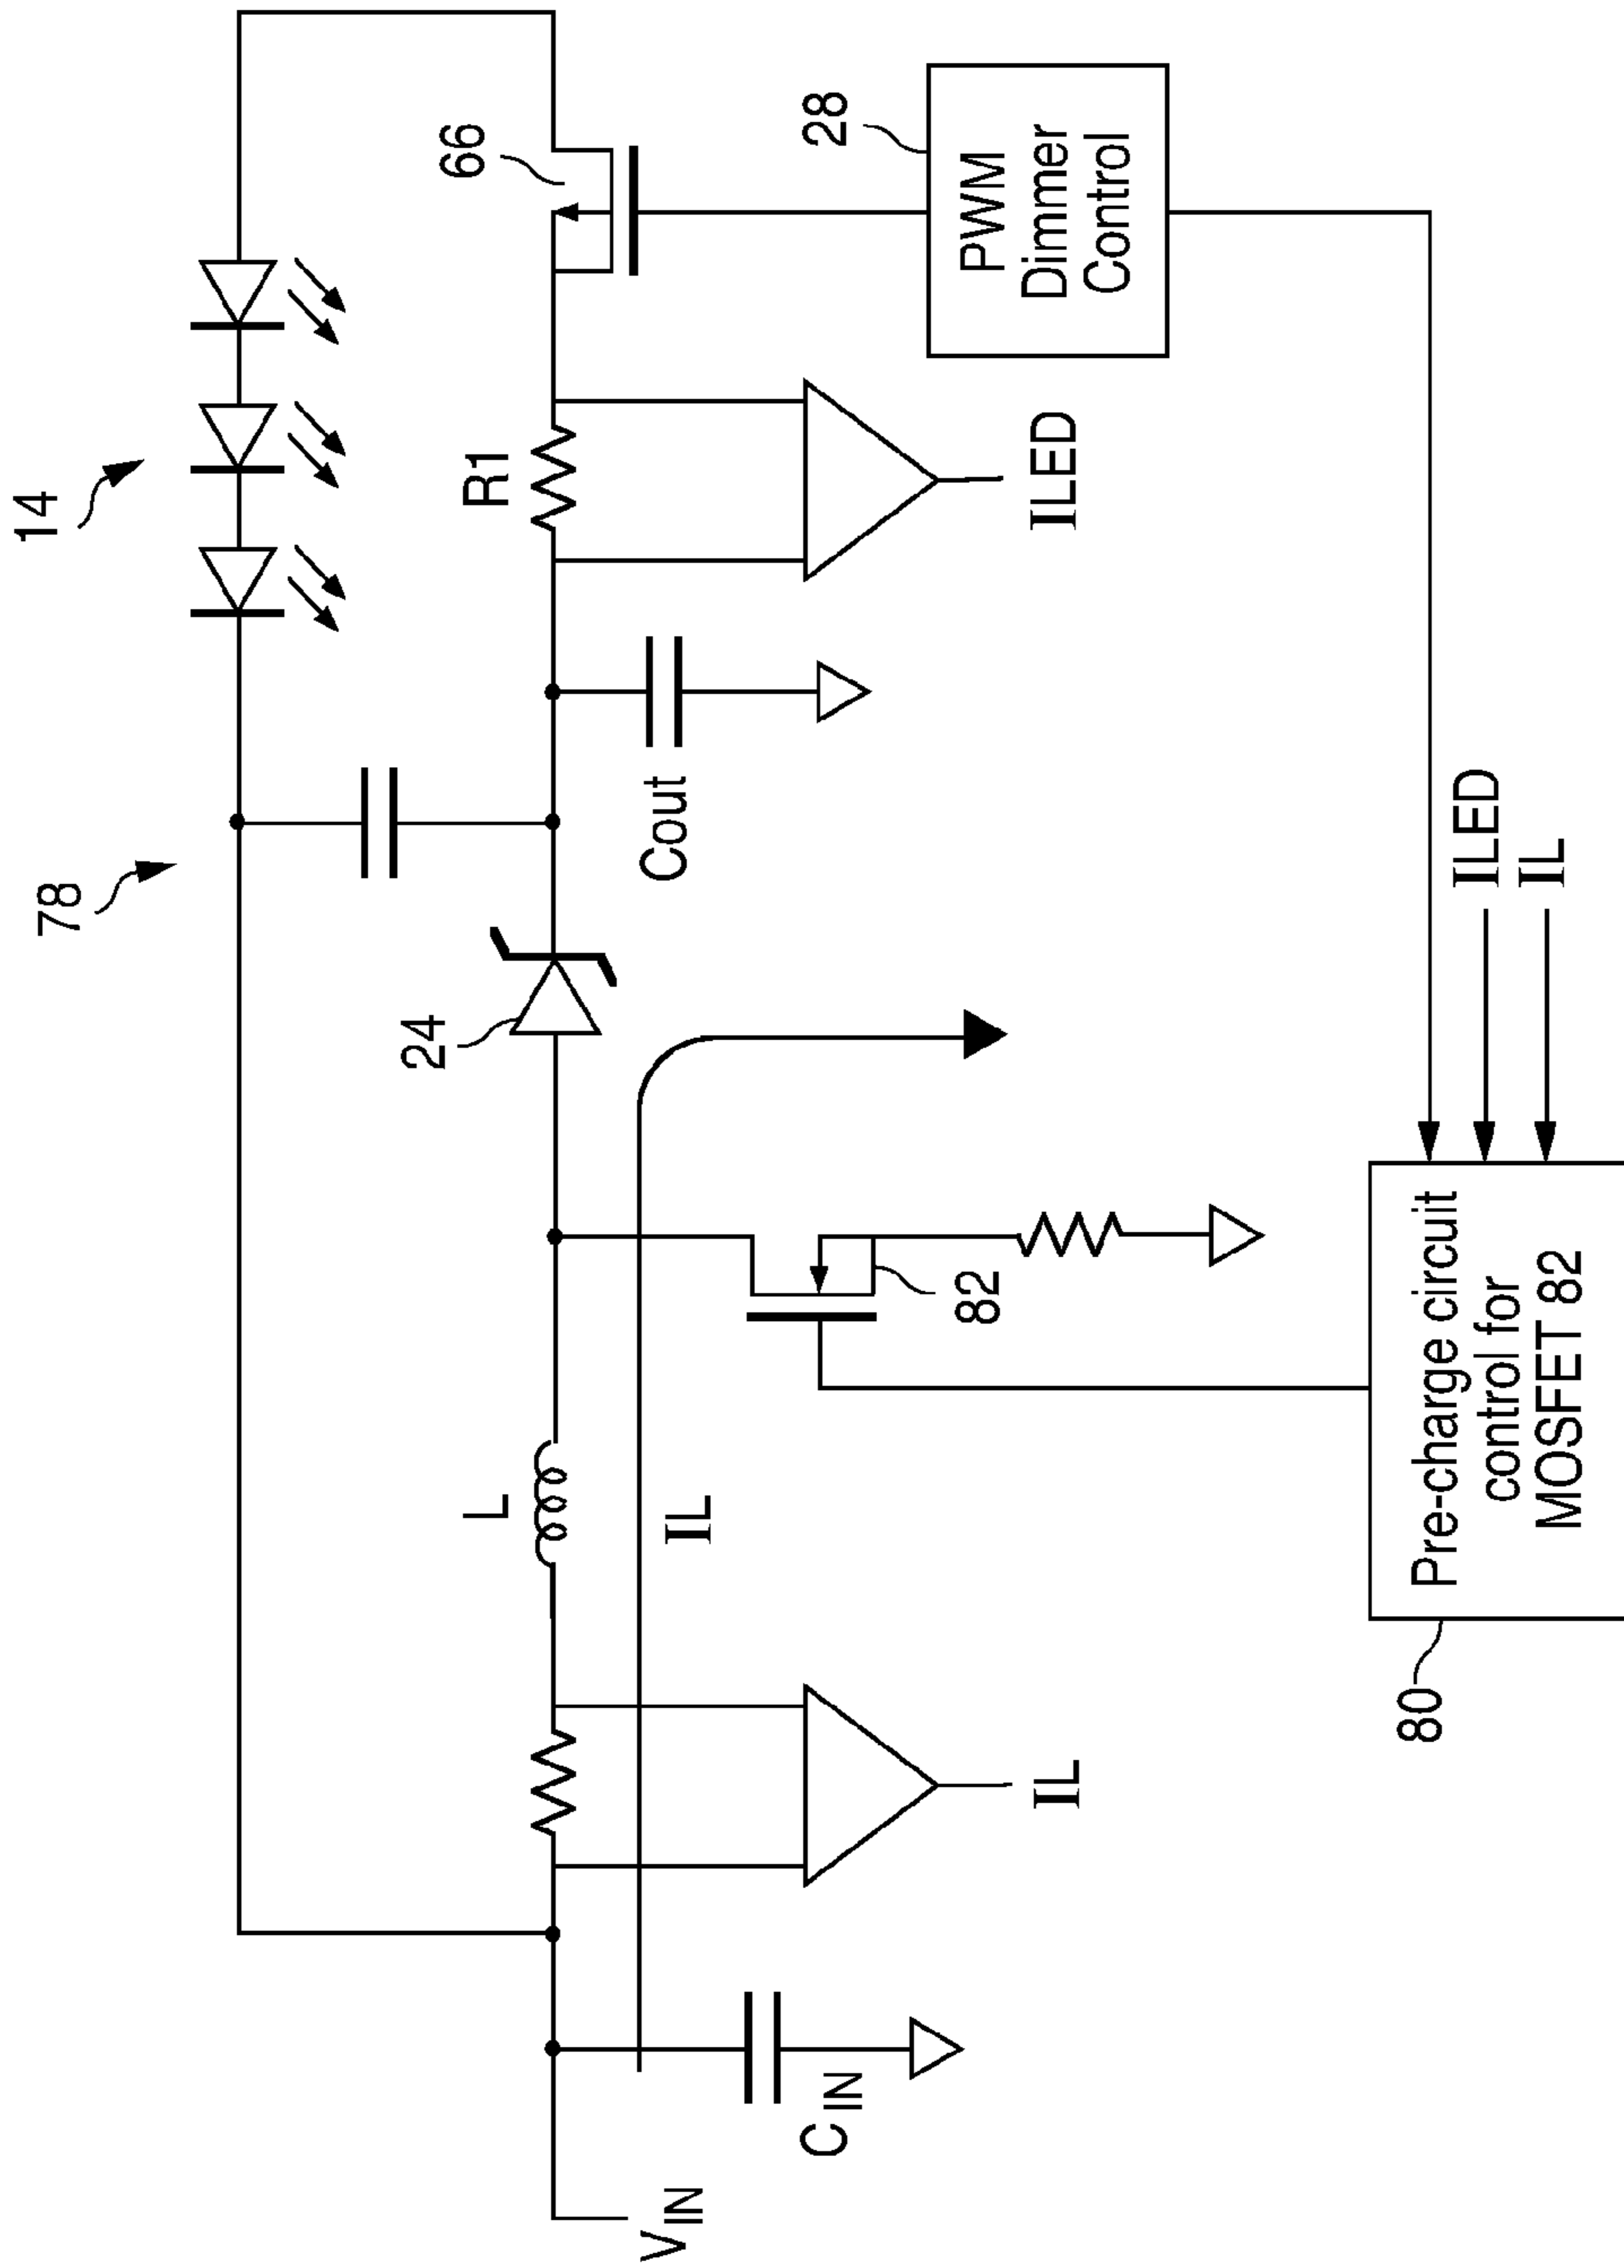 14
78
66
28
24
R1
L
PWM
Dimmer
Control
ILED
Cout
82
IL
IL
C IN
VIN
ILED
IL
Pre-charge circuit
control for
MOSFET 82
80